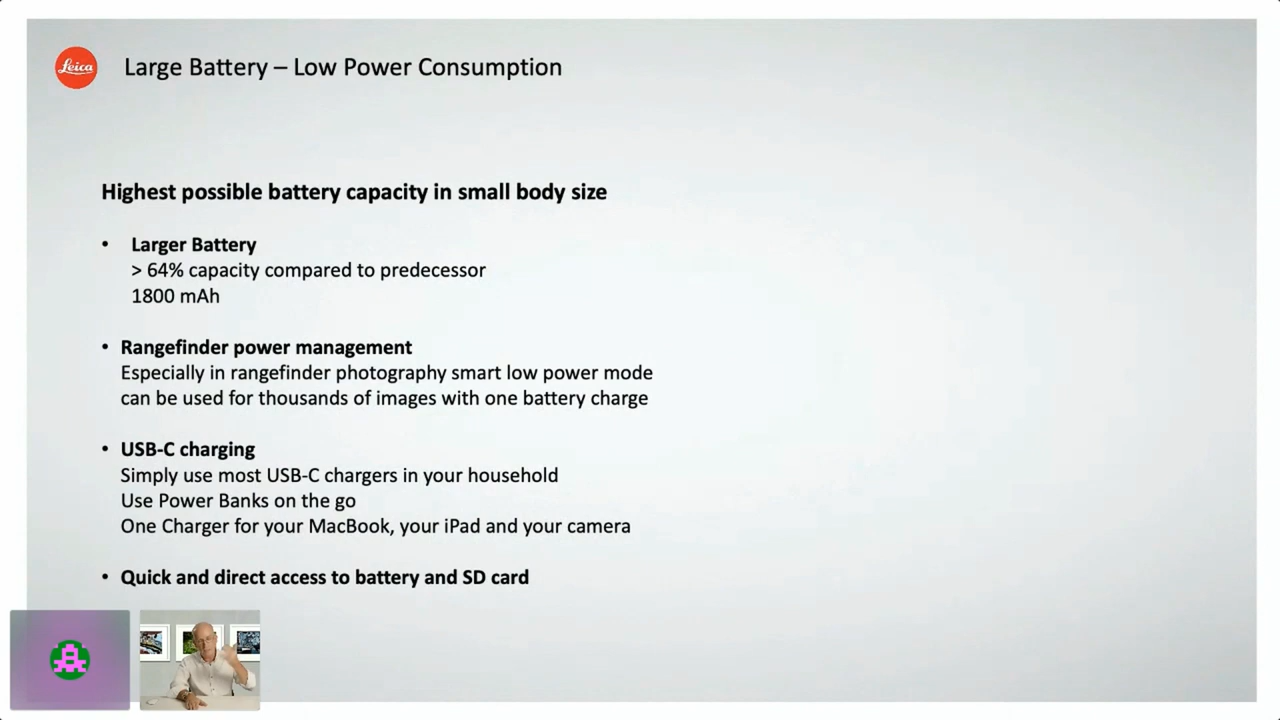 Leica
Large Battery – Low Power Consumption
Highest possible battery capacity in small body size
• Larger Battery
> 64% capacity compared to predecessor
1800 mAh
• Rangefinder power management
Especially in rangefinder photography smart low power mode
can be used for thousands of images with one battery charge
• USB-C charging
Simply use most USB-C chargers in your household
Use Power Banks on the go
One Charger for your MacBook, your iPad and your camera
• Quick and direct access to battery and SD card